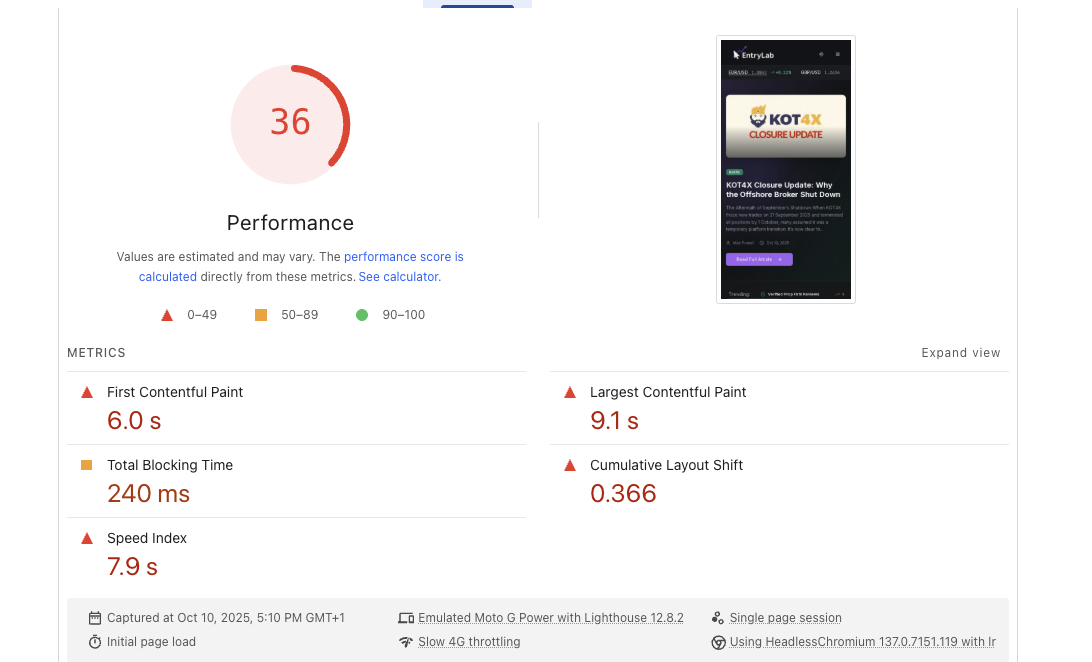 36
Performance
Values are estimated and may vary. The performance score is
calculated directly from these metrics. See calculator.
0–49
50–89
90–100
EntryLab
EUR/USD
GBP/USD
KOT4X
CLOSURE UPDATE
KOT4X Closure Update: Why
the Offshore Broker Shut Down
Read Full Article
Trending:
METRICS
Expand view
First Contentful Paint
6.0 s
Largest Contentful Paint
9.1 s
Total Blocking Time
240 ms
Cumulative Layout Shift
0.366
Speed Index
7.9 s
Captured at Oct 10, 2025, 5:10 PM GMT+1
Emulated Moto G Power with Lighthouse 12.8.2
Single page session
Initial page load
Slow 4G throttling
Using HeadlessChromium 137.0.7151.119 with lr